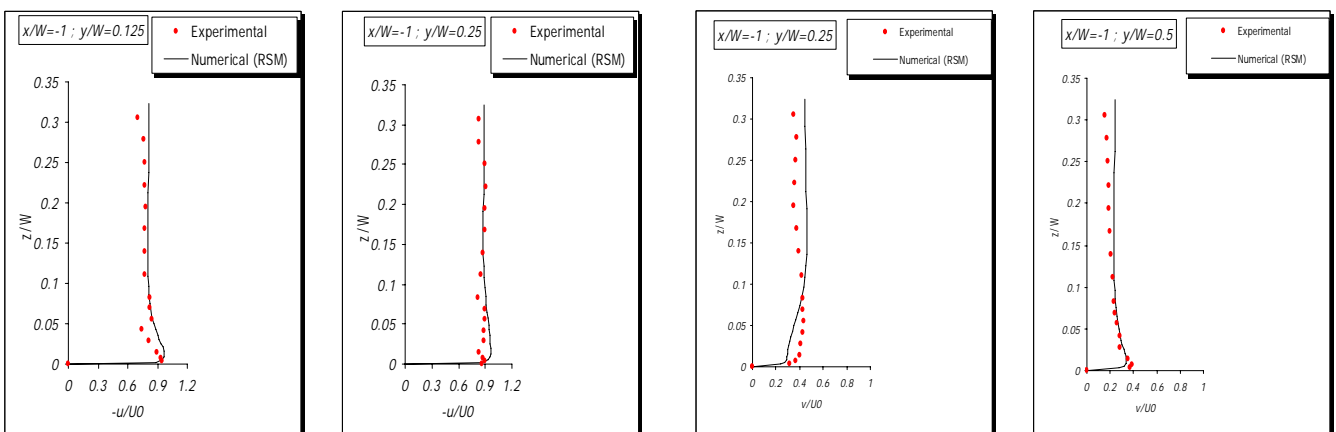 x/W=-1 ; y/W=0.125
Experimental
Numerical (RSM)
0.35
0.3
0.25
0.2
0.15
0.1
0.05
0
z/W
0 0.3 0.6 0.9 1.2
-u/U0
x/W=-1 ; y/W=0.25
Experimental
Numerical (RSM)
0.35
0.3
0.25
0.2
0.15
0.1
0.05
0
z/W
0 0.3 0.6 0.9 1.2
-u/U0
x/W=-1 ; y/W=0.25
Experimental
Numerical (RSM)
0.35
0.3
0.25
0.2
0.15
0.1
0.05
0
z/W
0 0.2 0.4 0.6 0.8 1
v/U0
x/W=-1 ; y/W=0.5
Experimental
Numerical (RSM)
0.35
0.3
0.25
0.2
0.15
0.1
0.05
0
z/W
0 0.2 0.4 0.6 0.8 1
v/U0